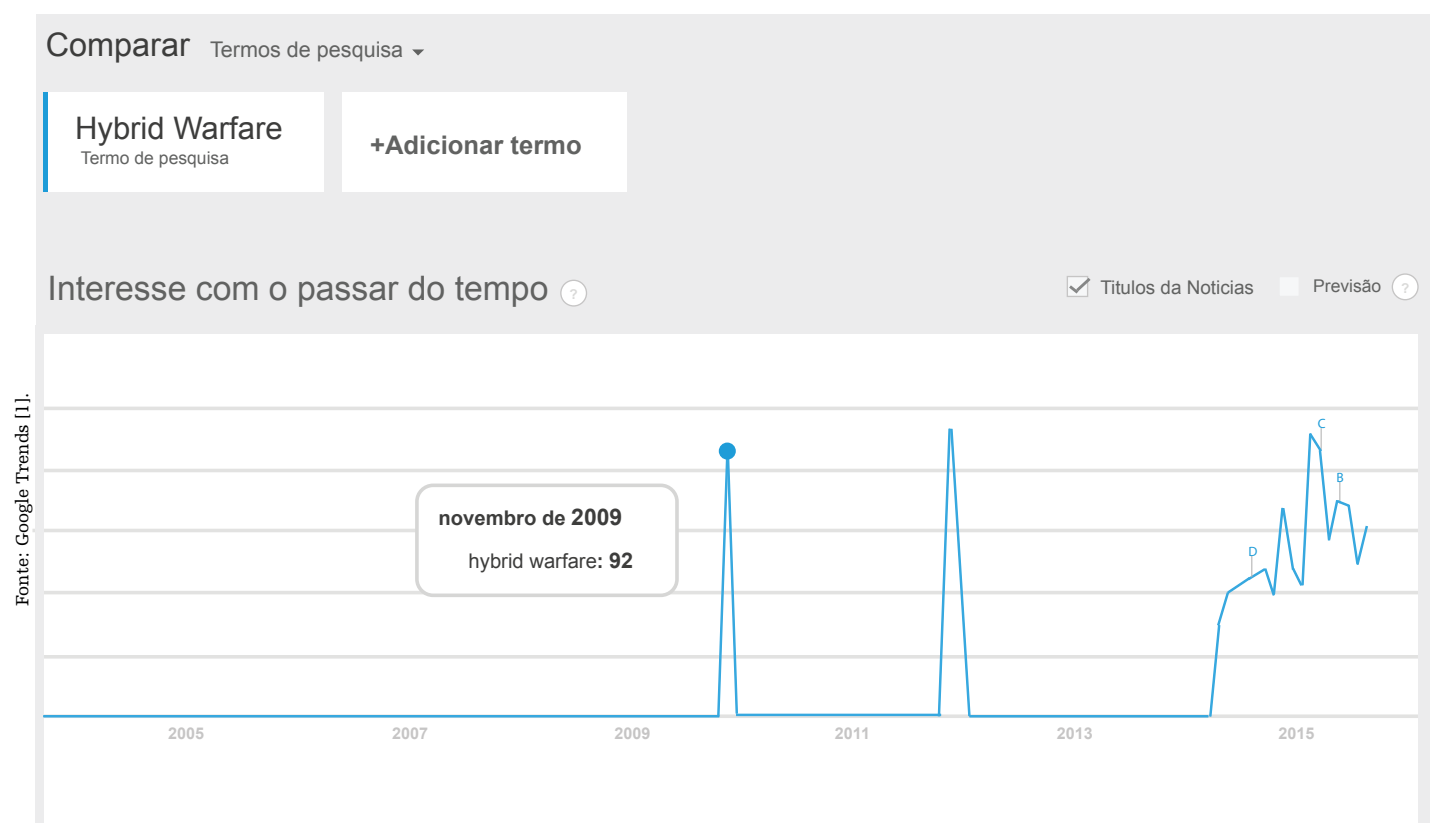 Comparar Termos de pesquisa
Hybrid Warfare
Termo de pesquisa
+Adicionar termo
Interesse com o passar do tempo ?
Titulos da Noticias
Previsão ?
Fonte: Google Trends [1].
novembro de 2009
hybrid warfare: 92
C
B
D
2005 2007 2009 2011 2013 2015